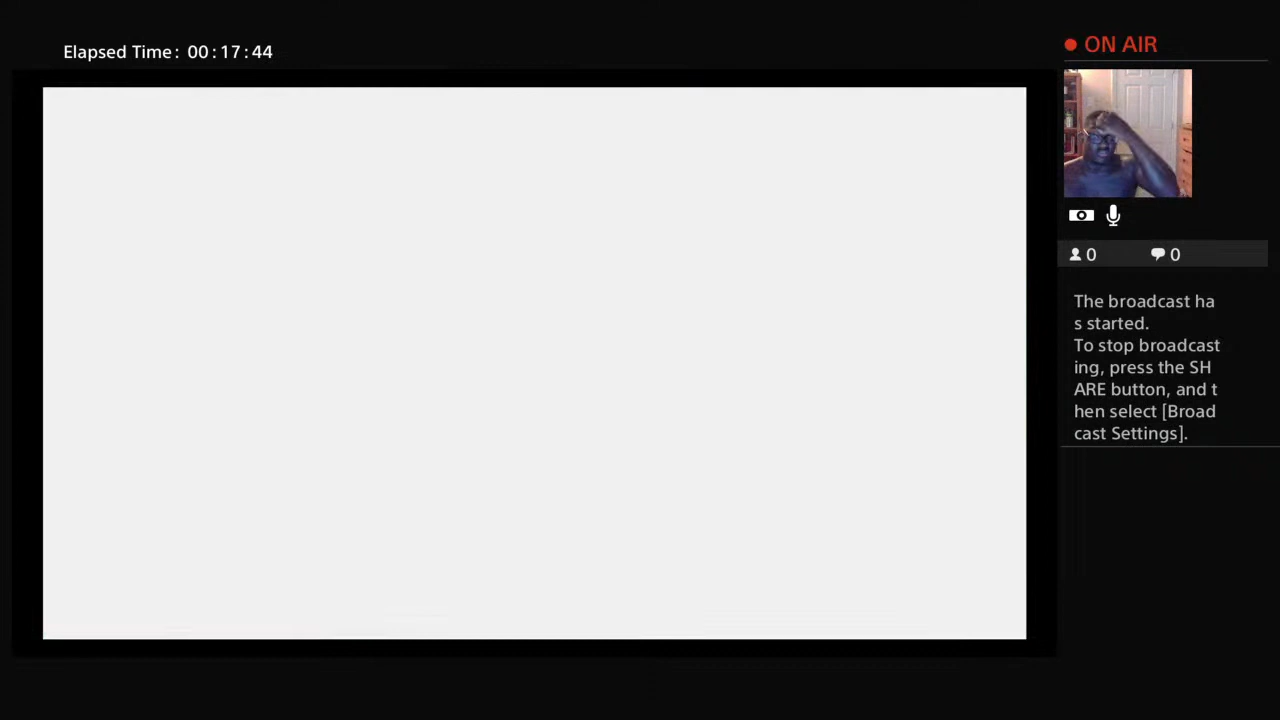 Elapsed Time: 00:17:44
ON AIR
0 0
The broadcast ha
s started.
To stop broadcast
ing, press the SH
ARE button, and t
hen select [Broad
cast Settings].